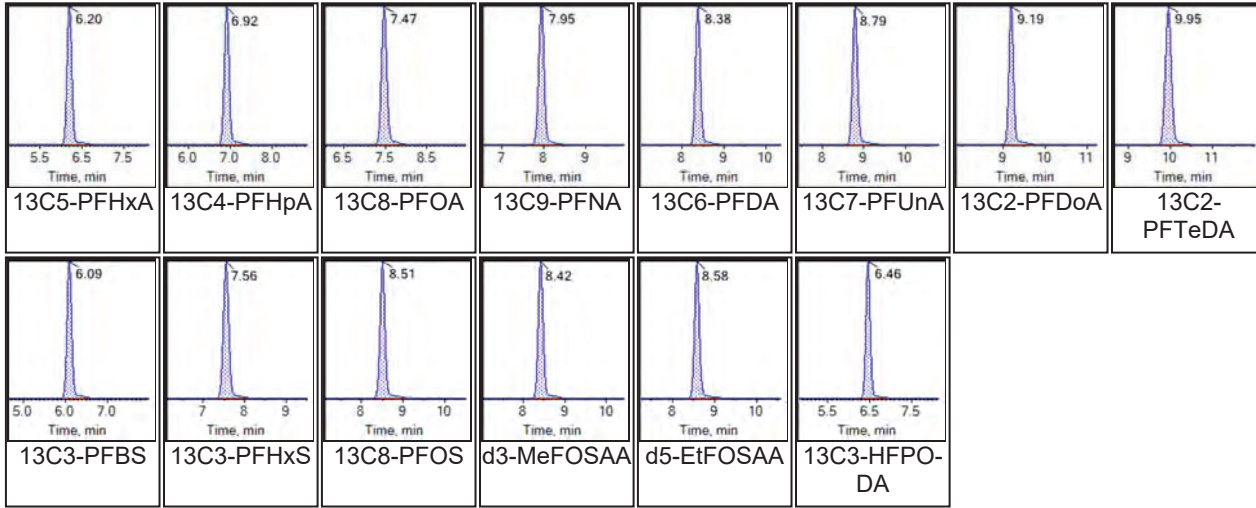 6.20
5.5 6.5 7.5
Time, min
13C5-PFHxA
6.92
6.0 7.0 8.0
Time, min
13C4-PFHpA
7.47
6.5 7.5 8.5
Time, min
13C8-PFOA
7.95
7 8 9
Time, min
13C9-PFNA
8.38
8 9 10
Time, min
13C6-PFDA
8.79
8 9 10
Time, min
13C7-PFUnA
9.19
9 10 11
Time, min
13C2-PFDoA
9.95
9 10 11
Time, min
13C2-
PFTeDA
6.09
5.0 6.0 7.0
Time, min
13C3-PFBS
7.56
7 8 9
Time, min
13C3-PFHxS
8.51
8 9 10
Time, min
13C8-PFOS
8.42
8 9 10
Time, min
d3-MeFOSAA
8.58
8 9 10
Time, min
d5-EtFOSAA
6.46
5.5 6.5 7.5
Time, min
13C3-HFPO-
DA